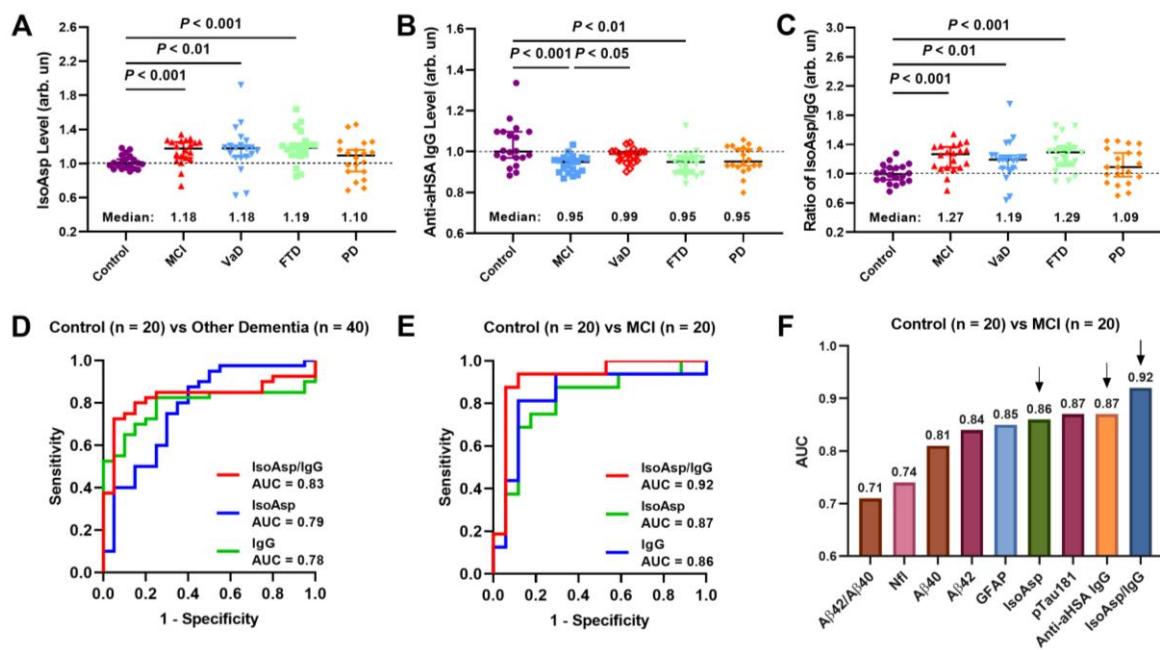 A
IsoAsp Level (arb. un)
2.6
2.2
1.8
1.4
1.0
0.6
0.2
P < 0.001
P < 0.01
P < 0.001
Median: 1.18 1.18 1.19 1.10
Control MCI VaD FTD PD
B
Anti-aHSA IgG Level (arb. un)
1.6
1.4
1.2
1.0
0.8
0.6
P < 0.01
P < 0.001 P < 0.05
Median: 0.95 0.99 0.95 0.95
Control MCI VaD FTD PD
C
Ratio of IsoAsp/IgG (arb. un)
3.0
2.6
2.2
1.8
1.4
1.0
0.6
0.2
P < 0.001
P < 0.01
P < 0.001
Median: 1.27 1.19 1.29 1.09
Control MCI VaD FTD PD
D
Control (n = 20) vs Other Dementia (n = 40)
Sensitivity
1.0
0.8
0.6
0.4
0.2
0.0
IsoAsp/IgG
AUC = 0.83
IsoAsp
AUC = 0.79
IgG
AUC = 0.78
0.0 0.2 0.4 0.6 0.8 1.0
1 - Specificity
E
Control (n = 20) vs MCI (n = 20)
Sensitivity
1.0
0.8
0.6
0.4
0.2
0.0
IsoAsp/IgG
AUC = 0.92
IsoAsp
AUC = 0.87
IgG
AUC = 0.86
0.0 0.2 0.4 0.6 0.8 1.0
1 - Specificity
F
Control (n = 20) vs MCI (n = 20)
AUC
1.0
0.9
0.8
0.7
0.6
0.71 0.74 0.81 0.84 0.85 0.86 0.87 0.87 0.92
Aβ42/Aβ40 Nfl Aβ40 Aβ42 GFAP IsoAsp pTau181 Anti-aHSA IgG IsoAsp/IgG